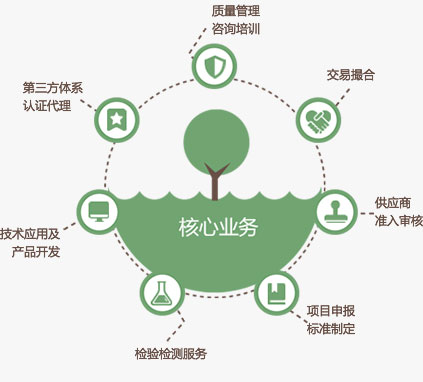 质量管理
咨询培训
交易撮合
第三方体系
认证代理
供应商
准入审核
核心业务
技术应用及
产品开发
项目申报
标准制定
检验检测服务